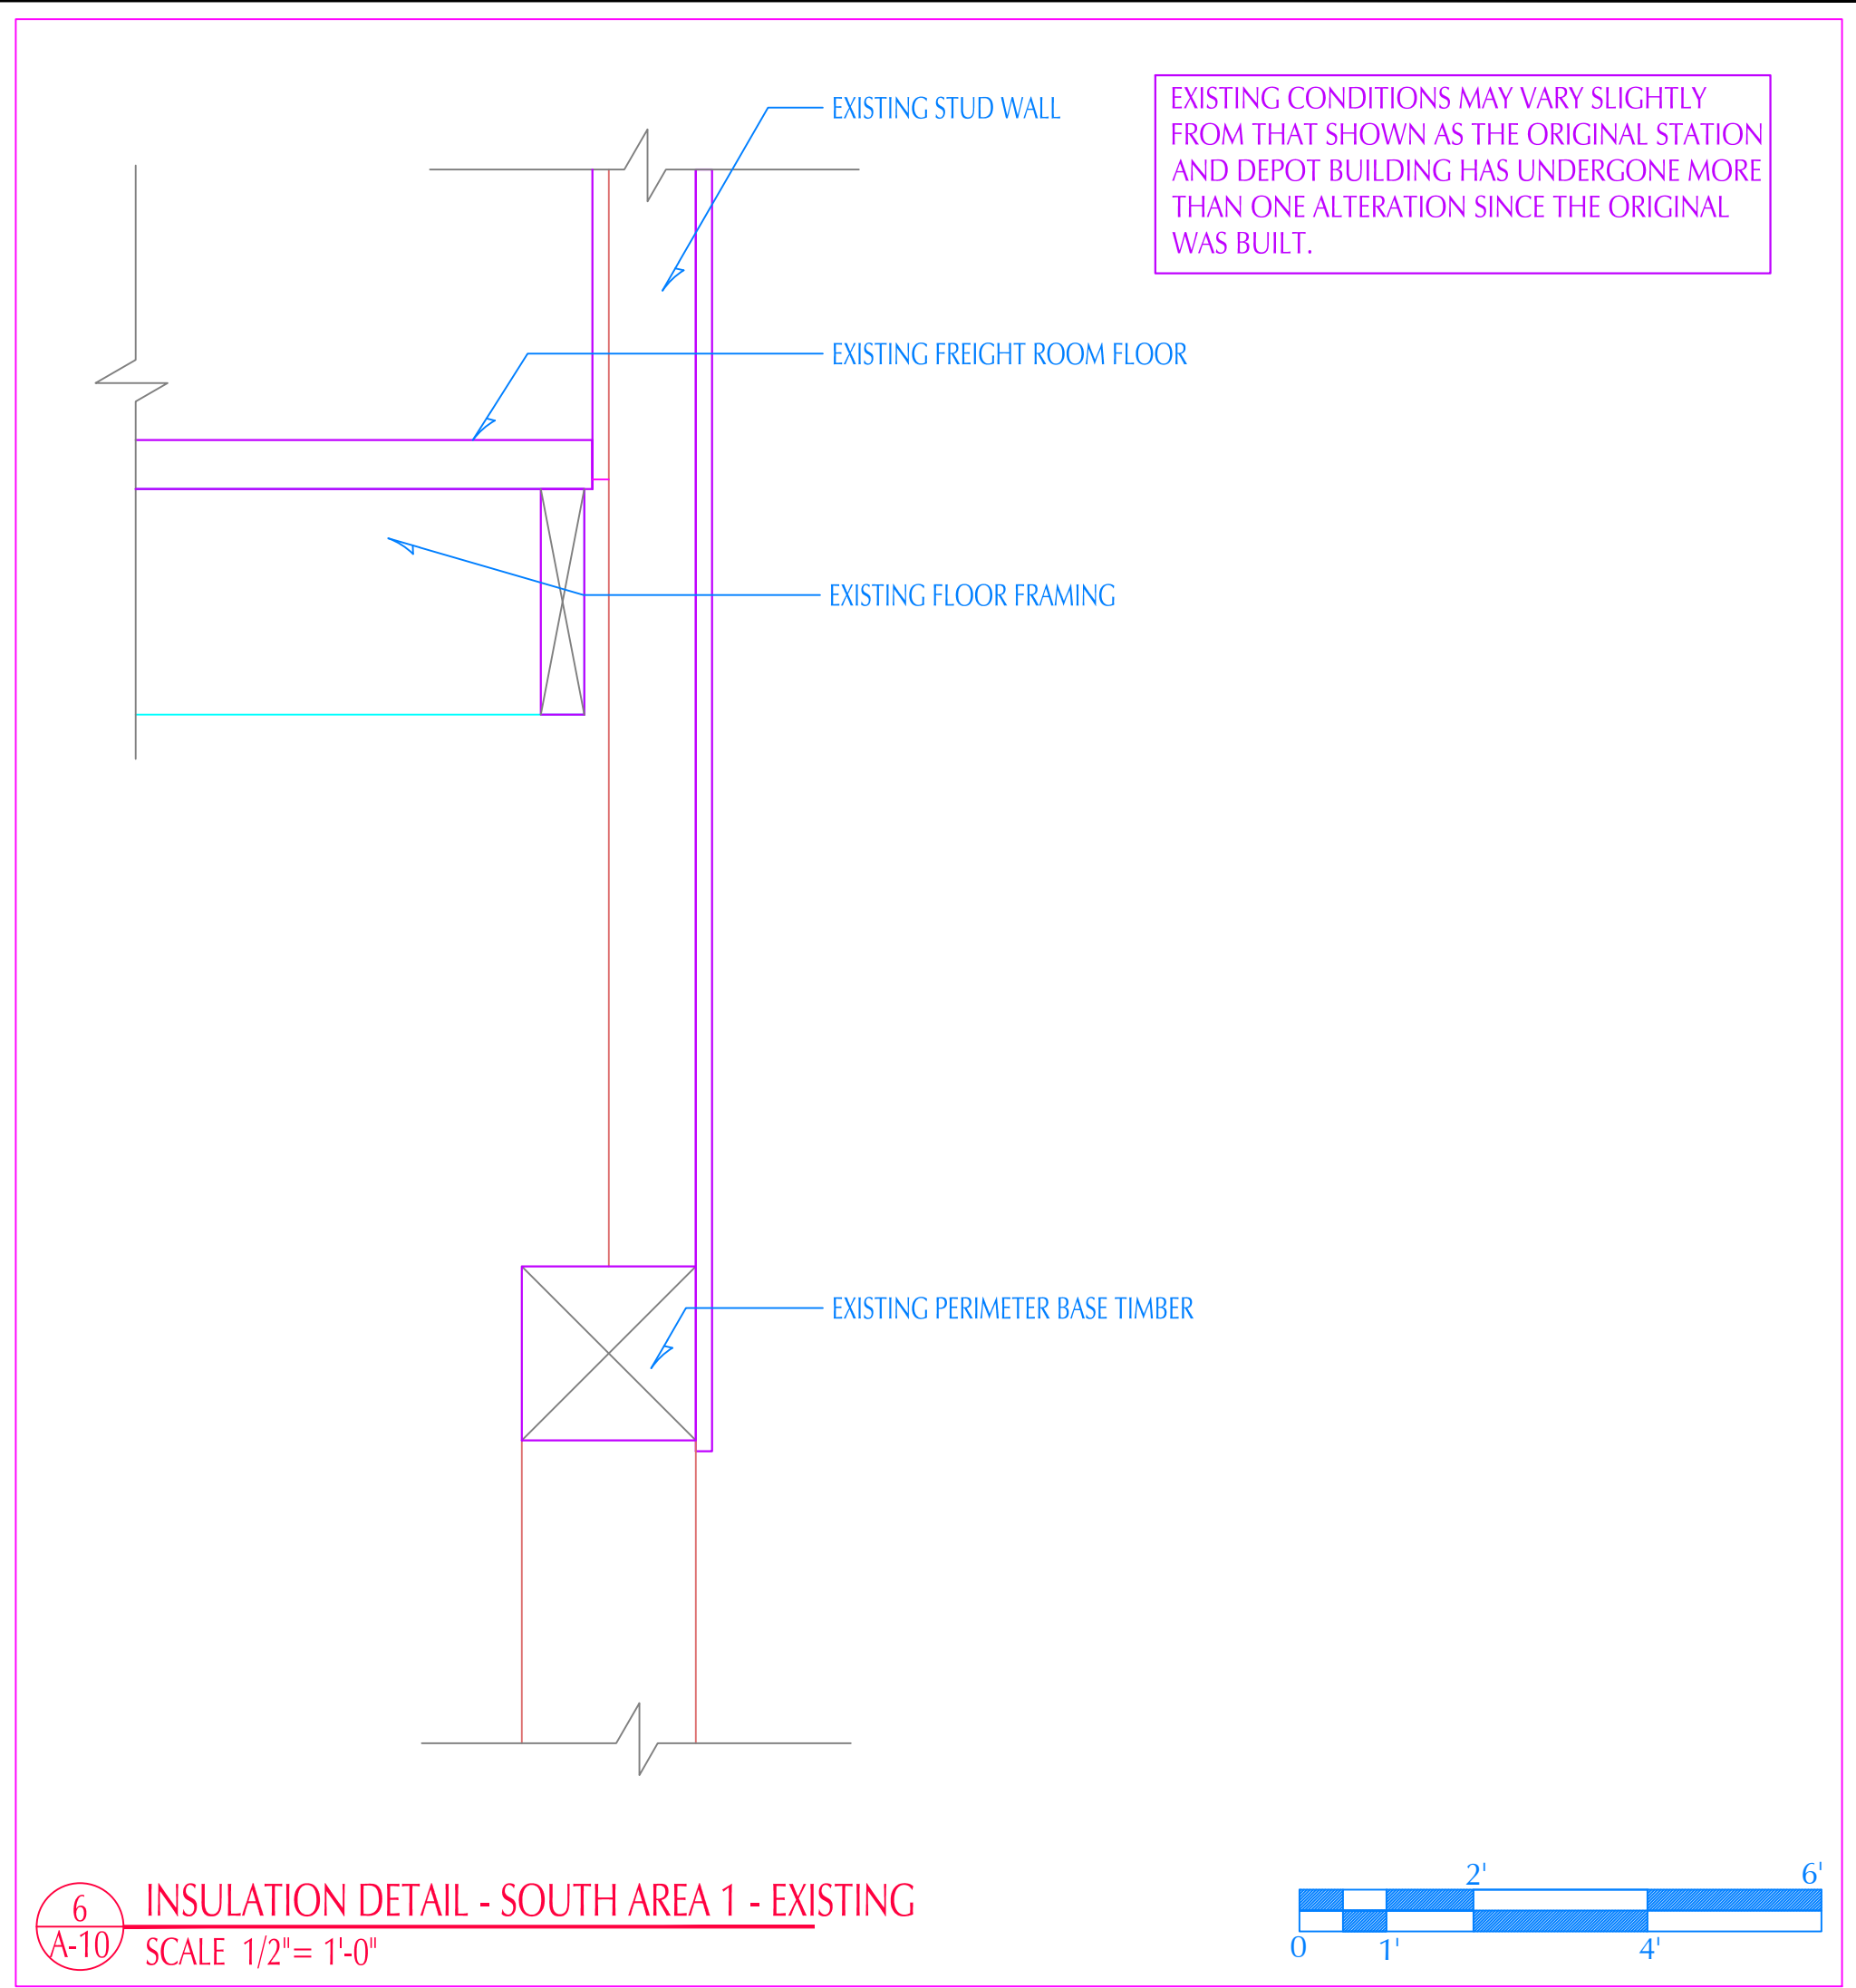 EXISTING STUD WALL
EXISTING CONDITIONS MAY VARY SLIGHTLY
FROM THAT SHOWN AS THE ORIGINAL STATION
AND DEPOT BUILDING HAS UNDERGONE MORE
THAN ONE ALTERATION SINCE THE ORIGINAL
WAS BUILT.
EXISTING FREIGHT ROOM FLOOR
EXISTING FLOOR FRAMING
EXISTING PERIMETER BASE TIMBER
6
A-10
INSULATION DETAIL - SOUTH AREA 1 - EXISTING
SCALE 1/2"= 1'-0"
2' 6'
0 1' 4'